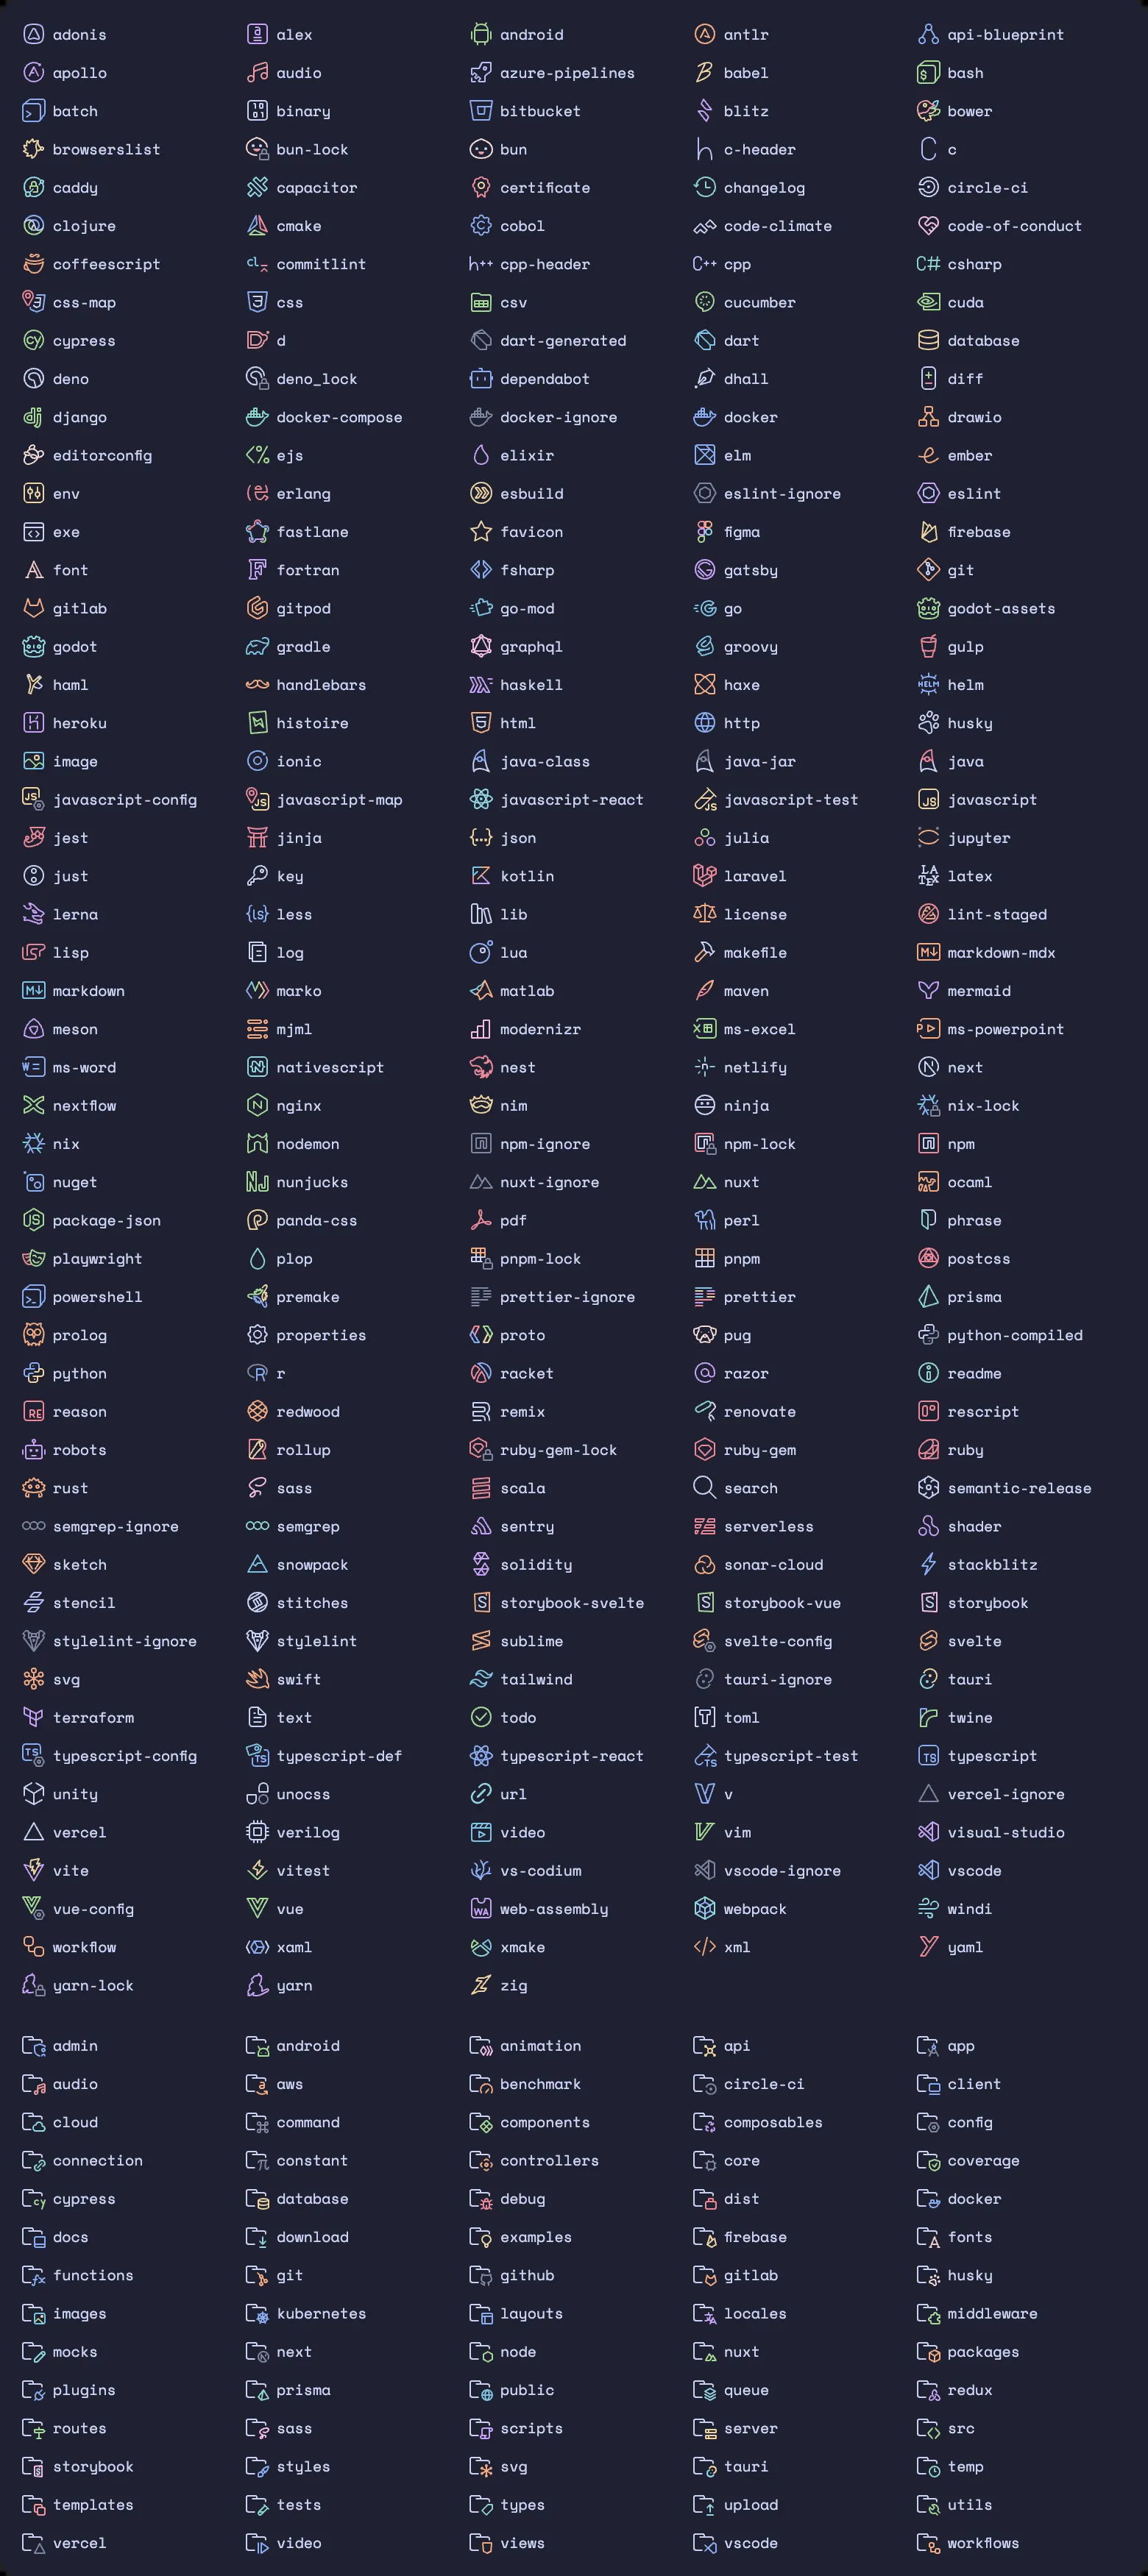 adonis alex android antlr api-blueprint
apollo audio azure-pipelines babel bash
batch binary bitbucket blitz bower
browserslist bun-lock bun c-header c
caddy capacitor certificate changelog circle-ci
clojure cmake cobol code-climate code-of-conduct
coffeescript commitlint cpp-header cpp csharp
css-map css csv cucumber cuda
cypress d dart-generated dart database
deno deno_lock dependabot dhall diff
django docker-compose docker-ignore docker drawio
editorconfig ejs elixir elm ember
env erlang esbuild eslint-ignore eslint
exe fastlane favicon figma firebase
font fortran fsharp gatsby git
gitlab gitpod go-mod go godot-assets
godot gradle graphql groovy gulp
haml handlebars haskell haxe helm
heroku histoire html http husky
image ionic java-class java-jar java
javascript-config javascript-map javascript-react javascript-test javascript
jest jinja json julia jupyter
just key kotlin laravel latex
lerna less lib license lint-staged
lisp log lua makefile markdown-mdx
markdown marko matlab maven mermaid
meson mjml modernizr ms-excel ms-powerpoint
ms-word nativescript nest netlify next
nextflow nginx nim ninja nix-lock
nix nodemon npm-ignore npm-lock npm
nuget nunjucks nuxt-ignore nuxt ocaml
package-json panda-css pdf perl phrase
playwright plop pnpm-lock pnpm postcss
powershell premake prettier-ignore prettier prisma
prolog properties proto pug python-compiled
python r racket razor readme
reason redwood remix renovate rescript
robots rollup ruby-gem-lock ruby-gem ruby
rust sass scala search semantic-release
semgrep-ignore semgrep sentry serverless shader
sketch snowpack solidity sonar-cloud stackblitz
stencil stitches storybook-svelte storybook-vue storybook
stylelint-ignore stylelint sublime svelte-config svelte
svg swift tailwind tauri-ignore tauri
terraform text todo toml twine
typescript-config typescript-def typescript-react typescript-test typescript
unity unocss url v vercel-ignore
vercel verilog video vim visual-studio
vite vitest vs-codium vscode-ignore vscode
vue-config vue web-assembly webpack windi
workflow xaml xmake xml yaml
yarn-lock yarn zig
admin android animation api app
audio aws benchmark circle-ci client
cloud command components composables config
connection constant controllers core coverage
cypress database debug dist docker
docs download examples firebase fonts
functions git github gitlab husky
images kubernetes layouts locales middleware
mocks next node nuxt packages
plugins prisma public queue redux
routes sass scripts server src
storybook styles svg tauri temp
templates tests types upload utils
vercel video views vscode workflows